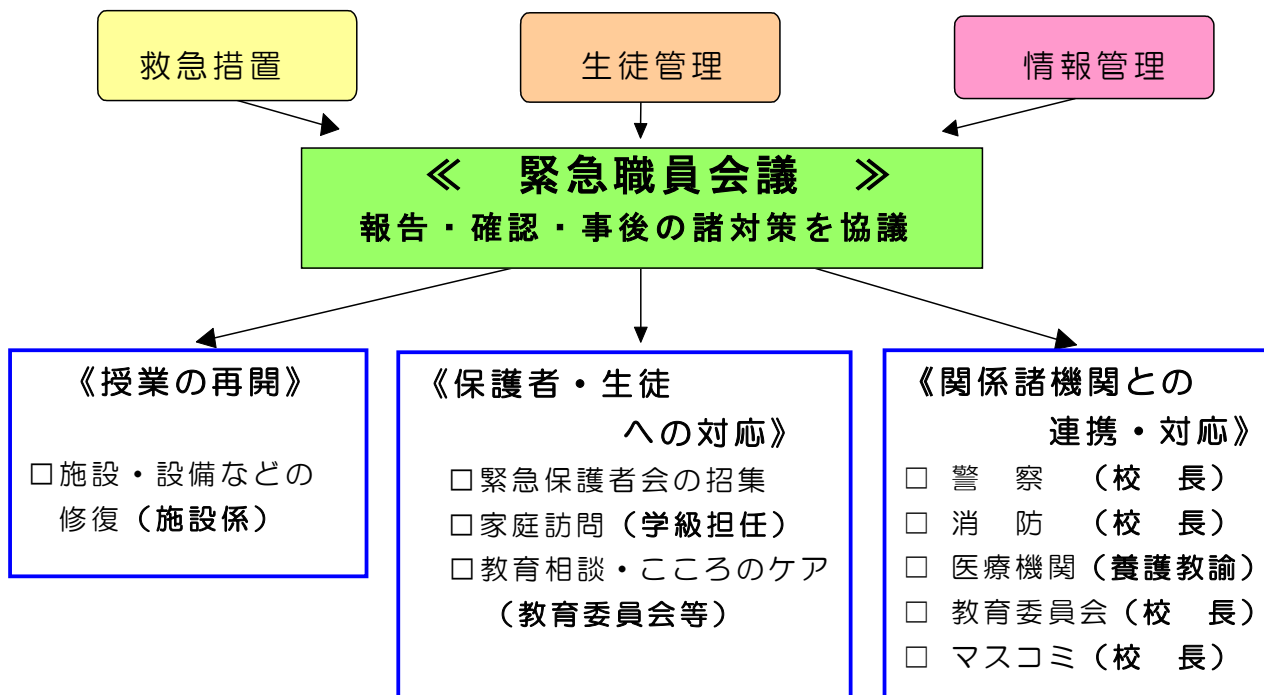 救急措置
生徒管理
情報管理
≪ 緊急職員会議 ≫
報告・確認・事後の諸対策を協議
《授業の再開》
□施設・設備などの
修復（施設係）
《保護者・生徒
への対応》
□緊急保護者会の招集
□家庭訪問（学級担任）
□教育相談・こころのケア
（教育委員会等）
《関係諸機関との
連携・対応》
□ 警 察 （校 長）
□ 消 防 （校 長）
□ 医療機関（養護教諭）
□ 教育委員会（校 長）
□ マスコミ（校 長）